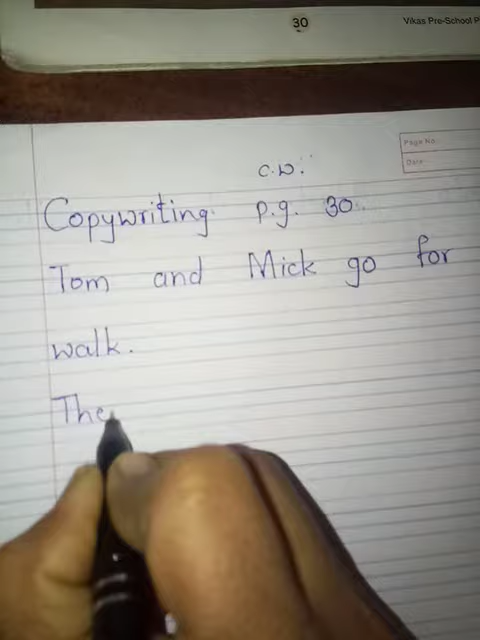 30
Vikas Pre-School P
Page No.
Date
C.W.
Copywriting p.g. 30.
Tom and Mick go for
walk.
The